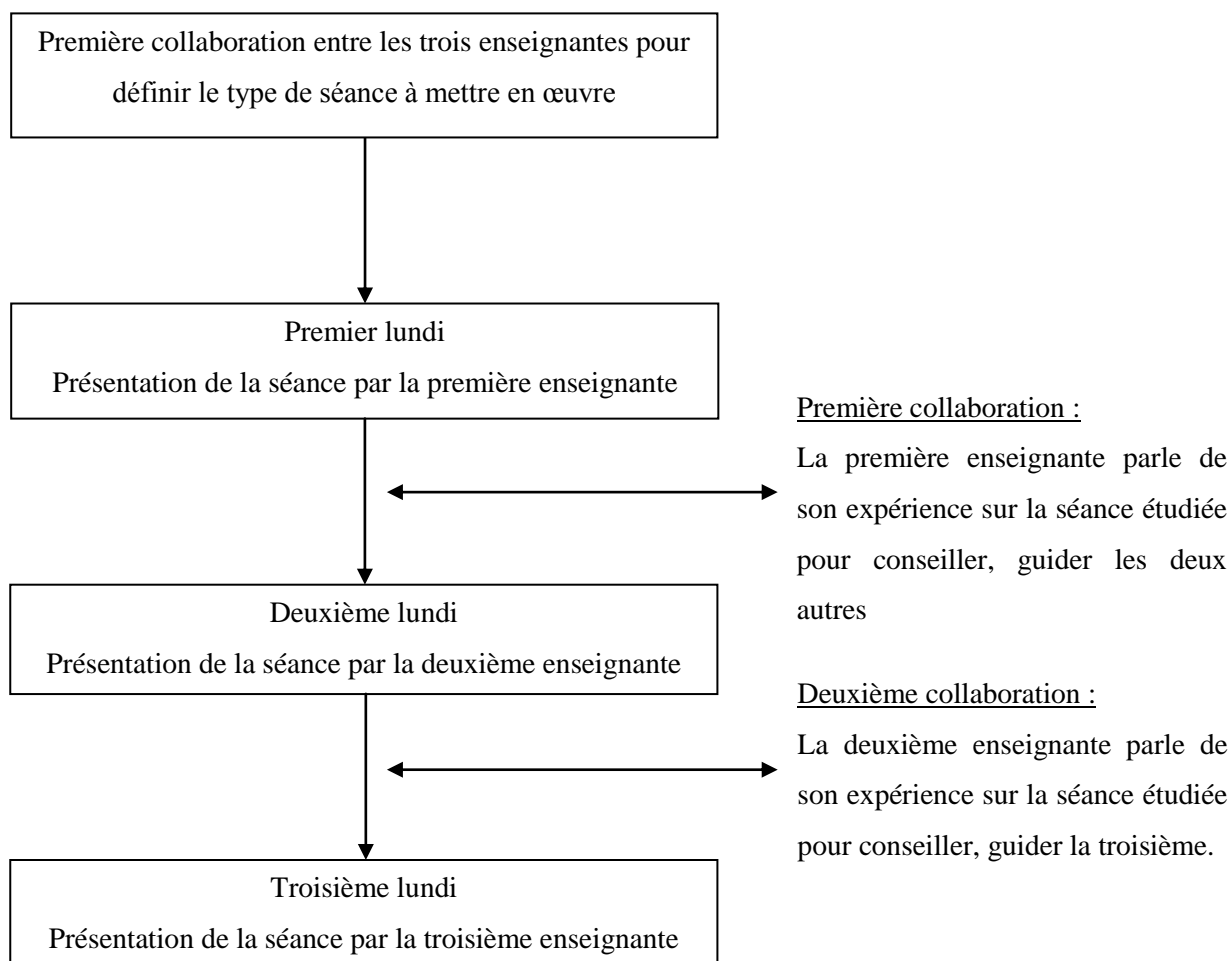 Première collaboration entre les trois enseignantes pour
définir le type de séance à mettre en œuvre
Premier lundi
Présentation de la séance par la première enseignante
Première collaboration :
La première enseignante parle de
son expérience sur la séance étudiée
pour conseiller, guider les deux
autres
Deuxième lundi
Présentation de la séance par la deuxième enseignante
Deuxième collaboration :
La deuxième enseignante parle de
son expérience sur la séance étudiée
pour conseiller, guider la troisième.
Troisième lundi
Présentation de la séance par la troisième enseignante